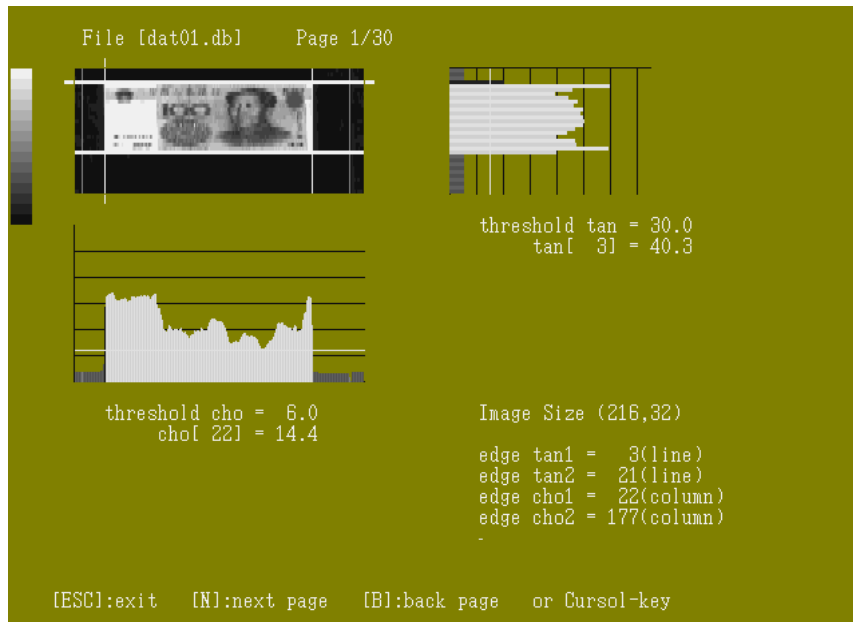 File [dat01.db]     Page 1/30
100
threshold tan = 30.0
tan[  3] = 40.3
threshold cho =  6.0
cho[ 22] = 14.4
Image Size (216,32)
edge tan1 =   3(line)
edge tan2 =  21(line)
edge cho1 =  22(column)
edge cho2 = 177(column)
[ESC]:exit   [N]:next page   [B]:back page   or Cursol-key